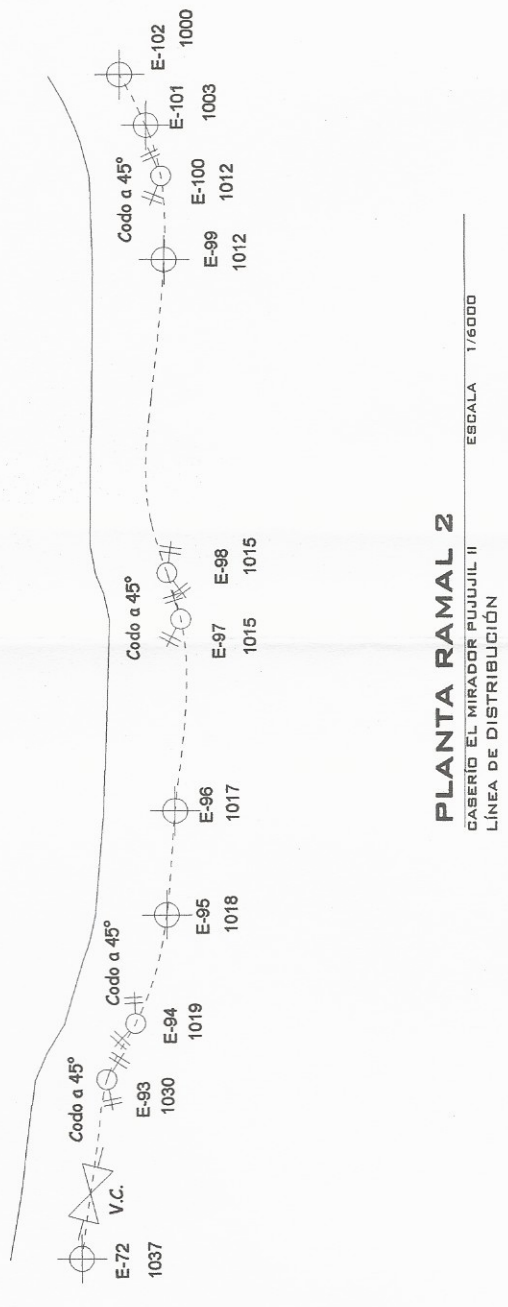 E-72
1037
V.C.
Codo a 45°
E-93
1030
Codo a 45°
E-94
1019
E-95
1018
E-96
1017
Codo a 45°
E-97
1015
E-98
1015
E-99
1012
Codo a 45°
E-100
1012
E-101
1003
E-102
1000
PLANTA RAMAL 2
CASERÍO EL MIRADOR PUJUJIL II ESCALA 1/6000
LÍNEA DE DISTRIBUCIÓN